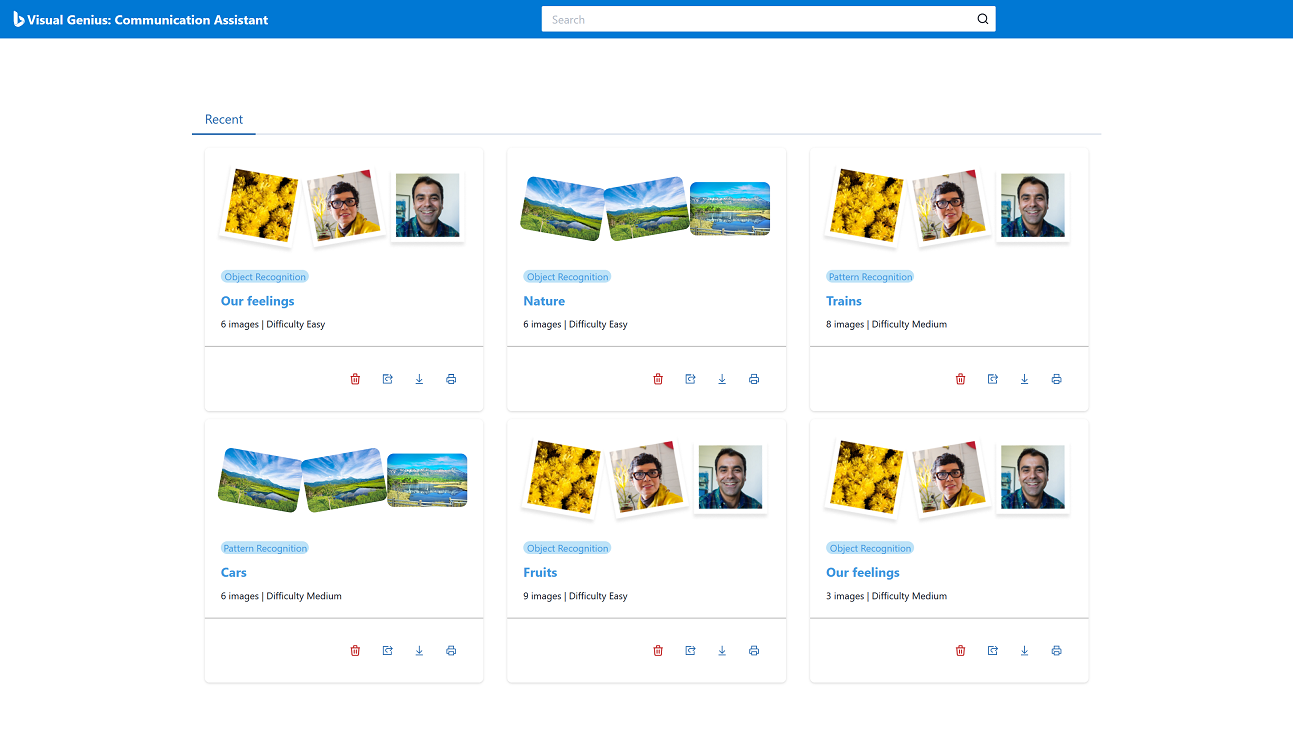 Visual Genius: Communication Assistant
Search
Recent
Object Recognition
Our feelings
6 images | Difficulty Easy
Object Recognition
Nature
6 images | Difficulty Easy
Pattern Recognition
Trains
8 images | Difficulty Medium
Pattern Recognition
Cars
6 images | Difficulty Medium
Object Recognition
Fruits
9 images | Difficulty Easy
Object Recognition
Our feelings
3 images | Difficulty Medium